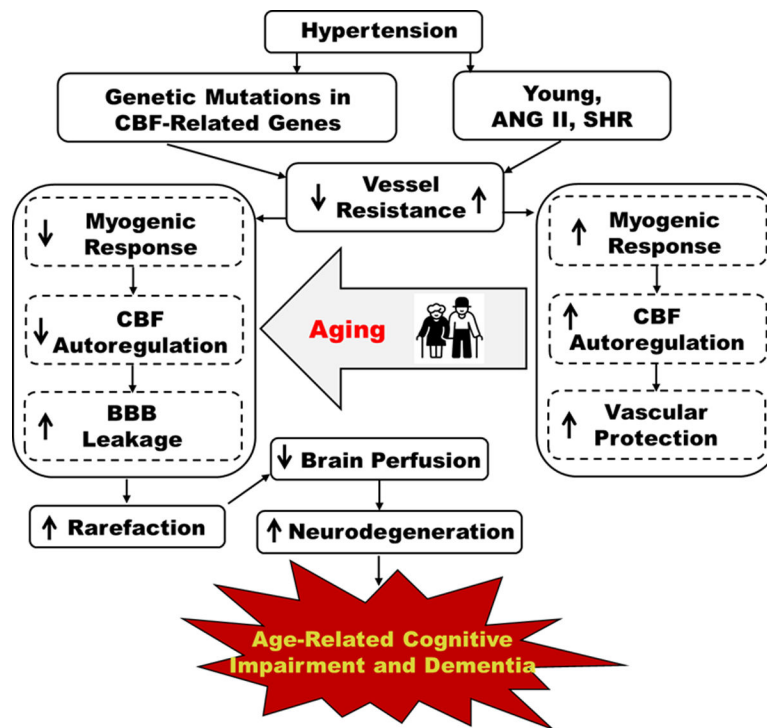 Hypertension
Genetic Mutations in
CBF-Related Genes
Young,
ANG II, SHR
↓ Vessel ↑
Resistance
↓ Myogenic
Response
↓ CBF
Autoregulation
↑ BBB
Leakage
Aging
↑ Myogenic
Response
↑ CBF
Autoregulation
↑ Vascular
Protection
↓ Brain Perfusion
↑ Rarefaction
↑ Neurodegeneration
Age-Related Cognitive
Impairment and Dementia